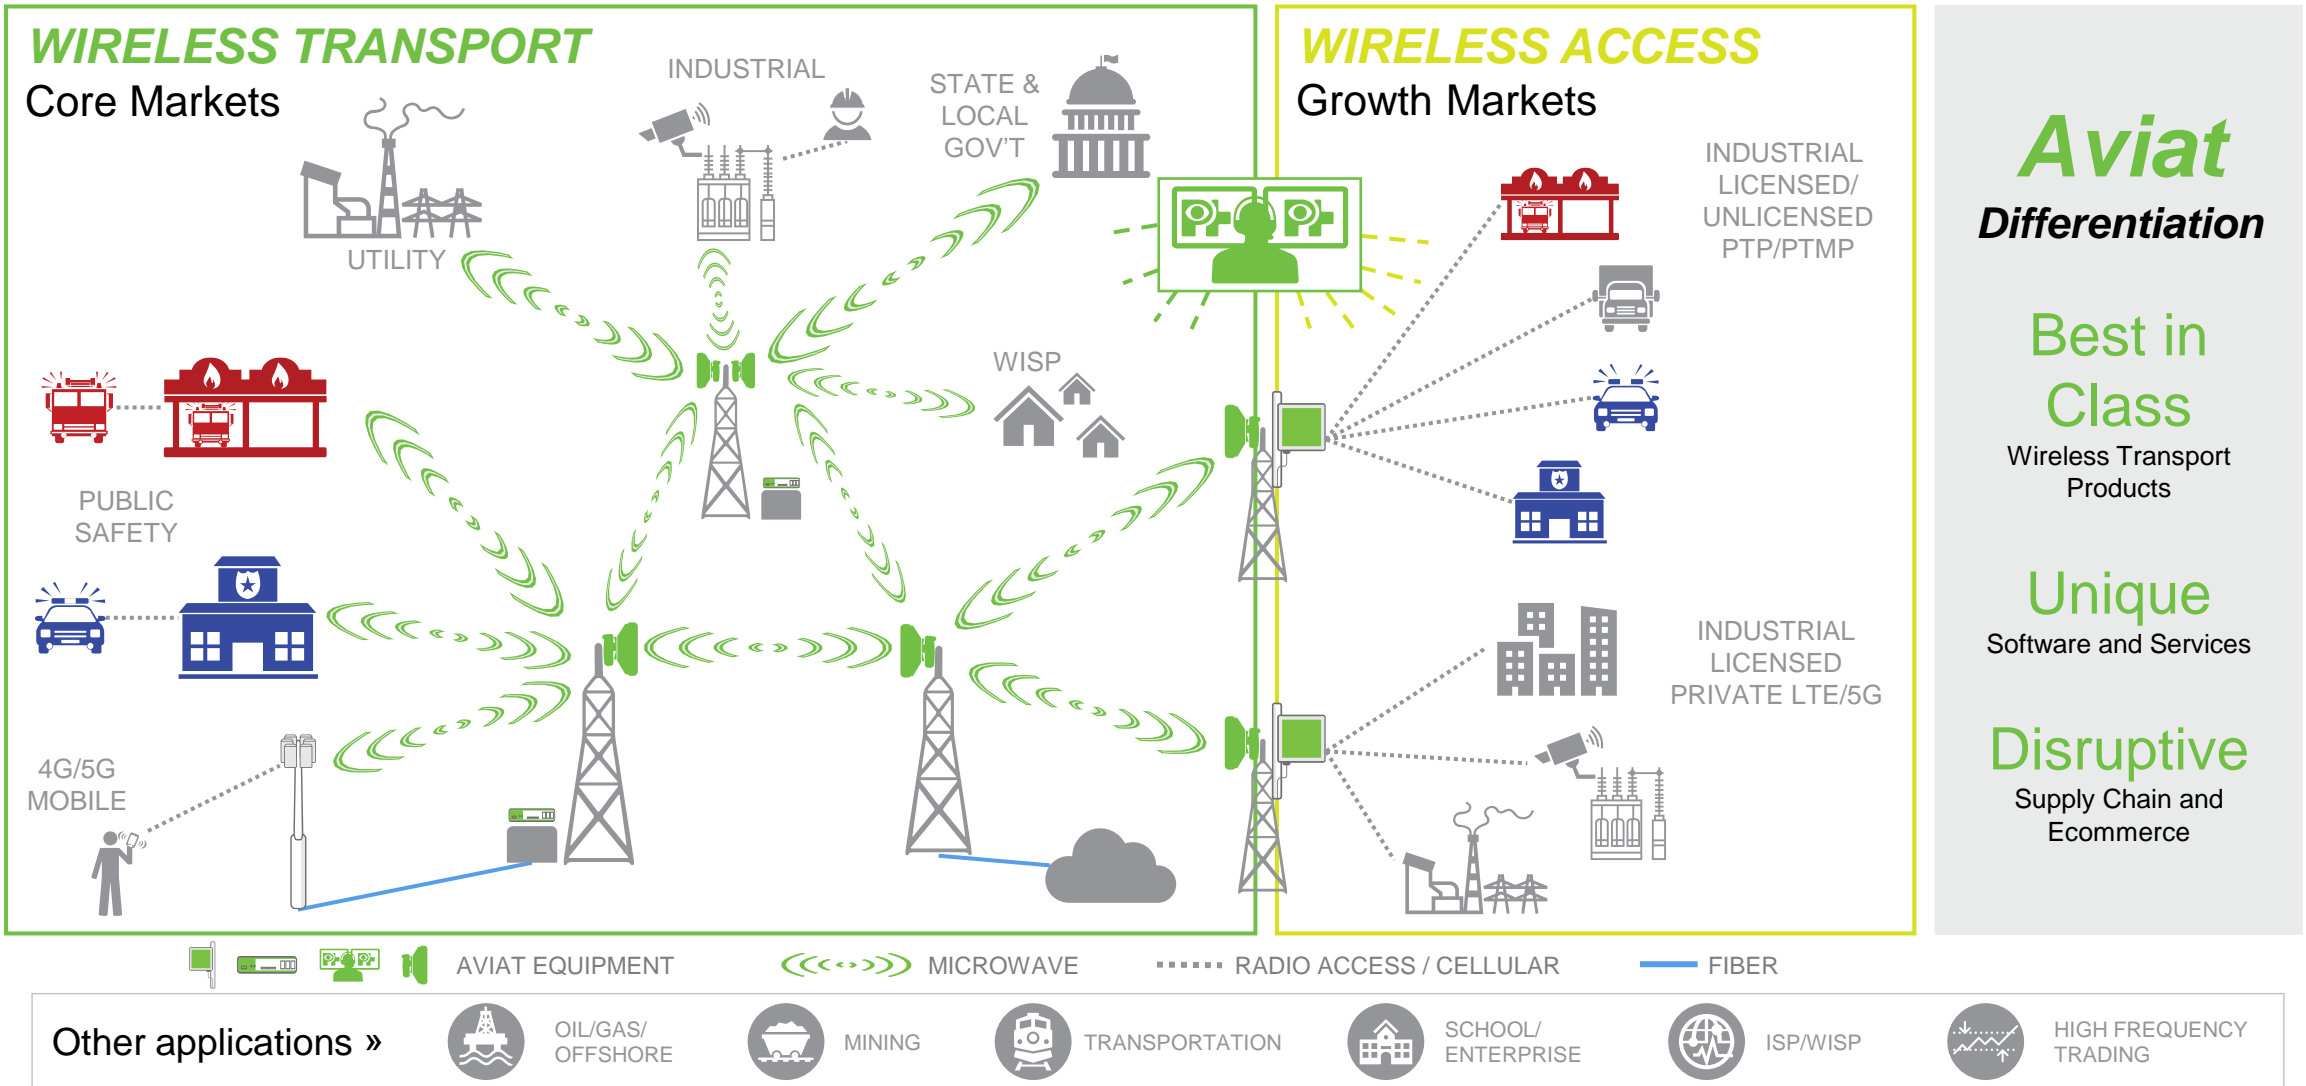 WIRELESS TRANSPORT
Core Markets
INDUSTRIAL
STATE &
LOCAL
GOV'T
UTILITY
WISP
PUBLIC
SAFETY
4G/5G
MOBILE
WIRELESS ACCESS
Growth Markets
INDUSTRIAL
LICENSED/
UNLICENSED
PTP/PTMP
INDUSTRIAL
LICENSED
PRIVATE LTE/5G
Aviat
Differentiation
Best in
Class
Wireless Transport
Products
Unique
Software and Services
Disruptive
Supply Chain and
Ecommerce
AVIAT EQUIPMENT
MICROWAVE
RADIO ACCESS / CELLULAR
FIBER
Other applications »
OIL/GAS/
OFFSHORE
MINING
TRANSPORTATION
SCHOOL/
ENTERPRISE
ISP/WISP
HIGH FREQUENCY
TRADING